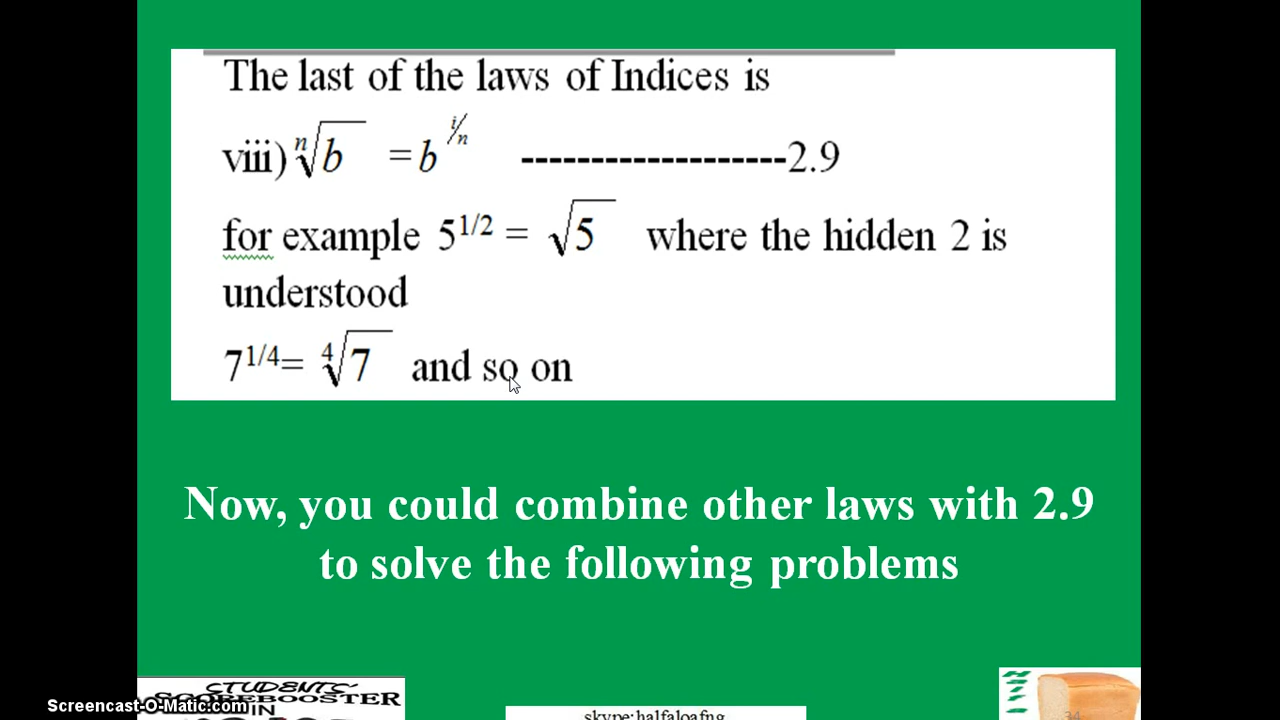 The last of the laws of Indices is
viii) ⁿ√b = b^i/n -------------------2.9
for example 5^1/2 = √5 where the hidden 2 is
understood
7^1/4= ⁴√7 and so on
Now, you could combine other laws with 2.9
to solve the following problems
STUDENTS
SCOREBOOSTER
IN
Screencast-O-Matic.com
skype:halfaloafng
34